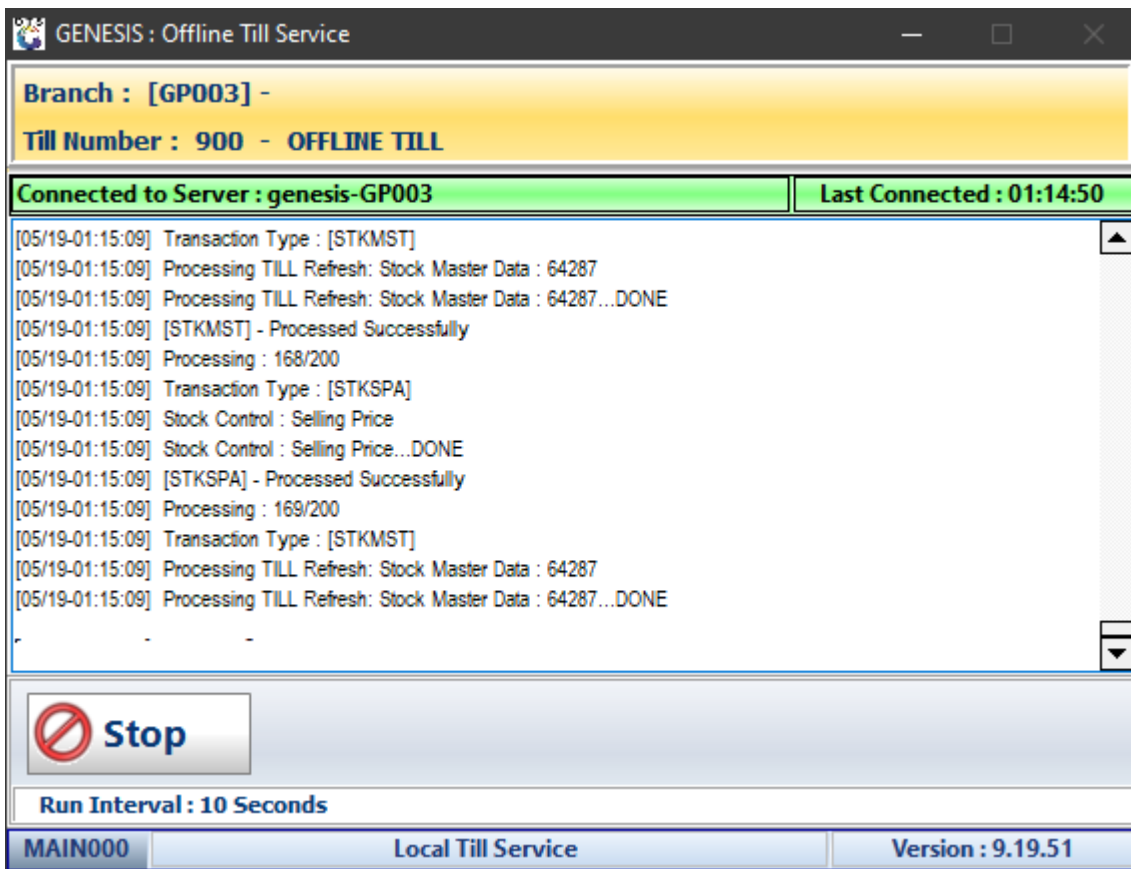 GENESIS : Offline Till Service
Branch : [GP003] -
Till Number : 900 - OFFLINE TILL
Connected to Server : genesis-GP003 Last Connected : 01:14:50
[05/19-01:15:09] Transaction Type : [STKMST]
[05/19-01:15:09] Processing TILL Refresh: Stock Master Data : 64287
[05/19-01:15:09] Processing TILL Refresh: Stock Master Data : 64287...DONE
[05/19-01:15:09] [STKMST] - Processed Successfully
[05/19-01:15:09] Processing : 168/200
[05/19-01:15:09] Transaction Type : [STKSPA]
[05/19-01:15:09] Stock Control : Selling Price
[05/19-01:15:09] Stock Control : Selling Price...DONE
[05/19-01:15:09] [STKSPA] - Processed Successfully
[05/19-01:15:09] Processing : 169/200
[05/19-01:15:09] Transaction Type : [STKMST]
[05/19-01:15:09] Processing TILL Refresh: Stock Master Data : 64287
[05/19-01:15:09] Processing TILL Refresh: Stock Master Data : 64287...DONE
Stop
Run Interval : 10 Seconds
MAIN000 Local Till Service Version : 9.19.51